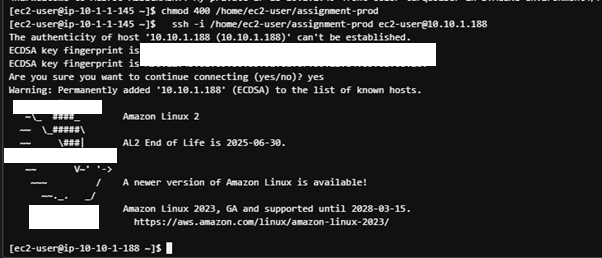 [ec2-user@ip-10-1-1-145 ~]$ chmod 400 /home/ec2-user/assignment-prod
[ec2-user@ip-10-1-1-145 ~]$   ssh -i /home/ec2-user/assignment-prod ec2-user@10.10.1.188
The authenticity of host '10.10.1.188 (10.10.1.188)' can't be established.
ECDSA key fingerprint is
ECDSA key fingerprint is
Are you sure you want to continue connecting (yes/no)? yes
Warning: Permanently added '10.10.1.188' (ECDSA) to the list of known hosts.
~\_  ####_        Amazon Linux 2
~~  \_#####\
~~     \###|       AL2 End of Life is 2025-06-30.
~~       V~' '->
~~~         /    A newer version of Amazon Linux is available!
~~._.   _/
Amazon Linux 2023, GA and supported until 2028-03-15.
https://aws.amazon.com/linux/amazon-linux-2023/
[ec2-user@ip-10-10-1-188 ~]$